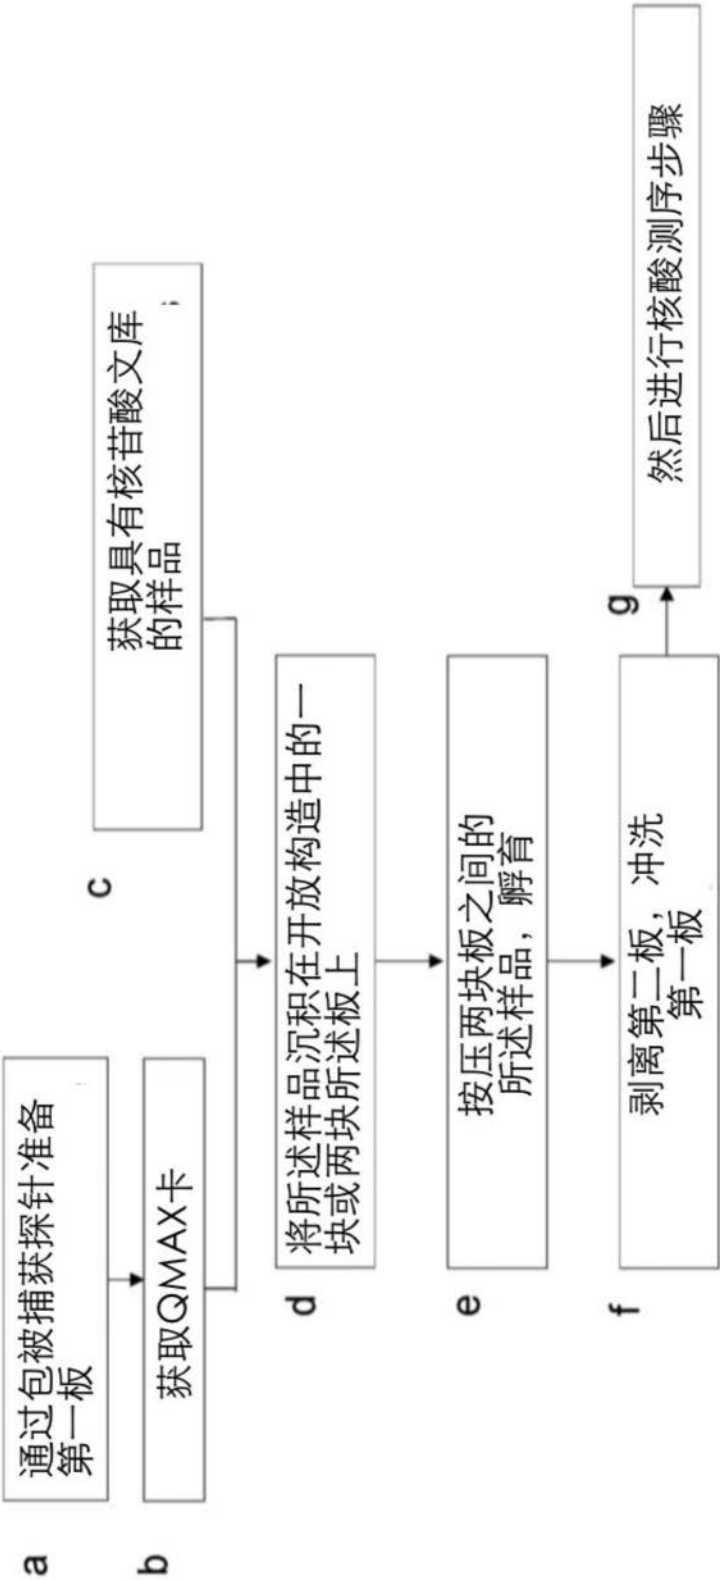 a
通过包被捕获探针准备
第一板
b
获取QMAX卡
c
获取具有核苷酸文库
的样品
d
将所述样品沉积在开放构造中的一
块或两块所述板上
e
按压两块板之间的
所述样品，孵育
f
剥离第二板，冲洗
第一板
g
然后进行核酸测序步骤